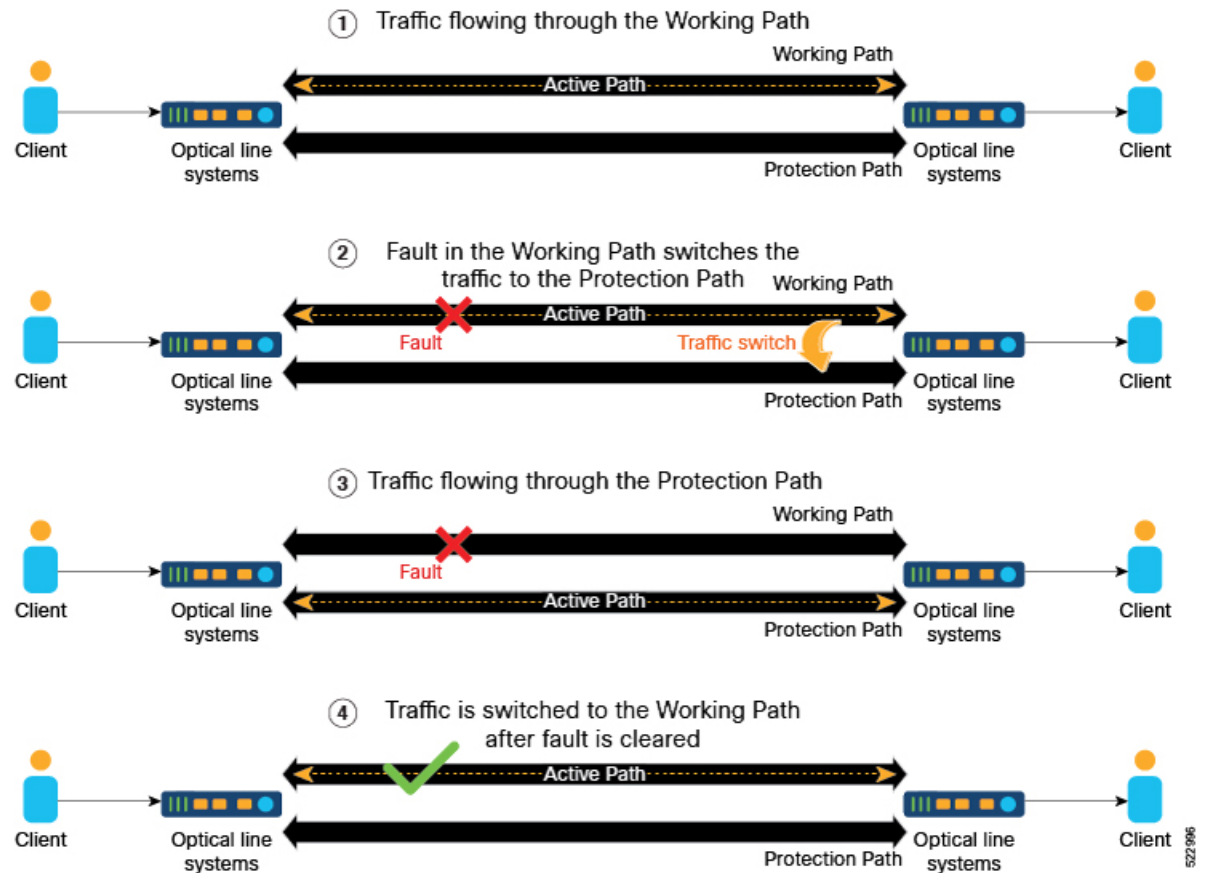 1 Traffic flowing through the Working Path
Working Path
Active Path
Client
Optical line
systems
Optical line
systems
Client
Protection Path
2 Fault in the Working Path switches the
traffic to the Protection Path
Working Path
Active Path
Fault
Traffic switch
Client
Optical line
systems
Optical line
systems
Client
Protection Path
3 Traffic flowing through the Protection Path
Working Path
Fault
Active Path
Client
Optical line
systems
Optical line
systems
Client
Protection Path
4 Traffic is switched to the Working Path
after fault is cleared
Active Path
Client
Optical line
systems
Optical line
systems
Client
Protection Path
522996